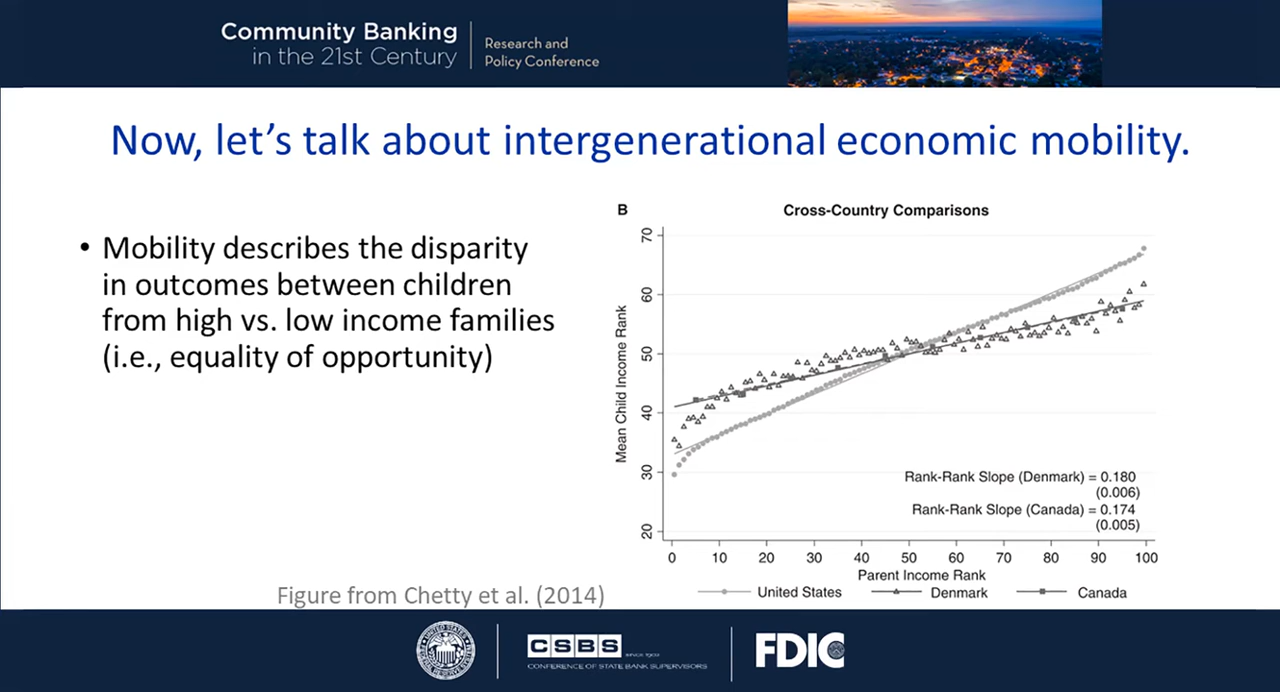 Community Banking
in the 21st Century
Research and
Policy Conference
Now, let's talk about intergenerational economic mobility.
• Mobility describes the disparity
in outcomes between children
from high vs. low income families
(i.e., equality of opportunity)
Figure from Chetty et al. (2014)
B
Cross-Country Comparisons
Mean Child Income Rank
70
60
50
40
30
20
Rank-Rank Slope (Denmark) = 0.180
(0.006)
Rank-Rank Slope (Canada) = 0.174
(0.005)
0 10 20 30 40 50 60 70 80 90 100
Parent Income Rank
United States Denmark Canada
CSBS
CONFERENCE OF STATE BANK SUPERVISORS
FDIC